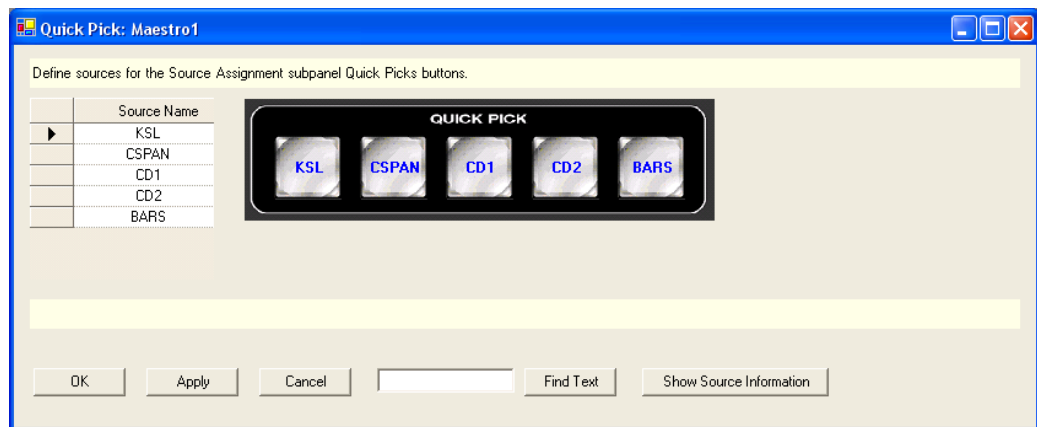 Quick Pick: Maestro1
Define sources for the Source Assignment subpanel Quick Picks buttons.
Source Name
KSL
CSPAN
CD1
CD2
BARS
QUICK PICK
KSL CSPAN CD1 CD2 BARS
OK Apply Cancel Find Text Show Source Information